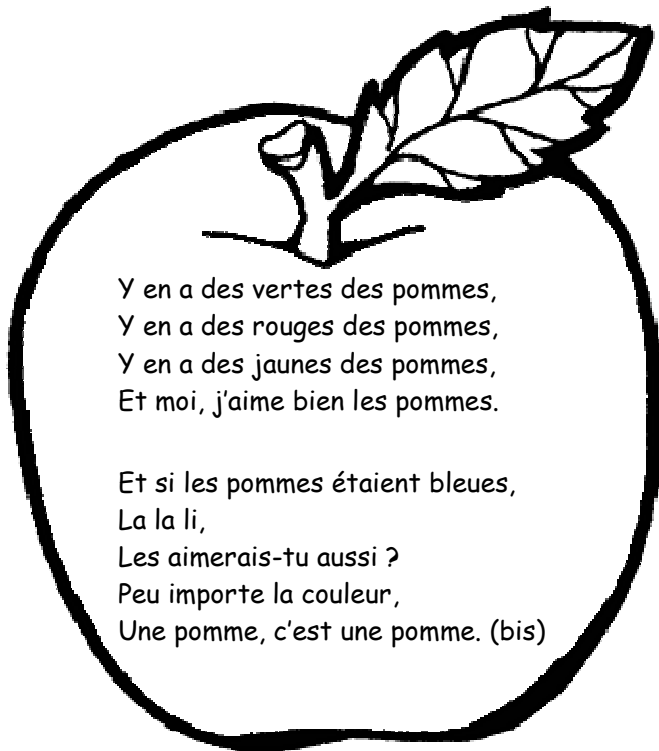 Y en a des vertes des pommes,
Y en a des rouges des pommes,
Y en a des jaunes des pommes,
Et moi, j’aime bien les pommes.
Et si les pommes étaient bleues,
La la li,
Les aimerais-tu aussi ?
Peu importe la couleur,
Une pomme, c’est une pomme. (bis)